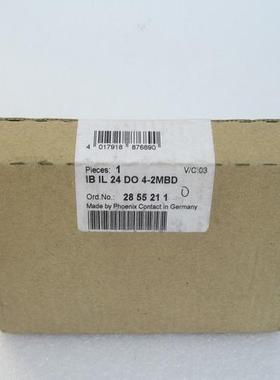 4 017918 876890
Pieces: 1 V/C:03
IB IL 24 DO 4-2MBD
Ord.No.: 28 55 21 1
Made by Phoenix Contact in Germany